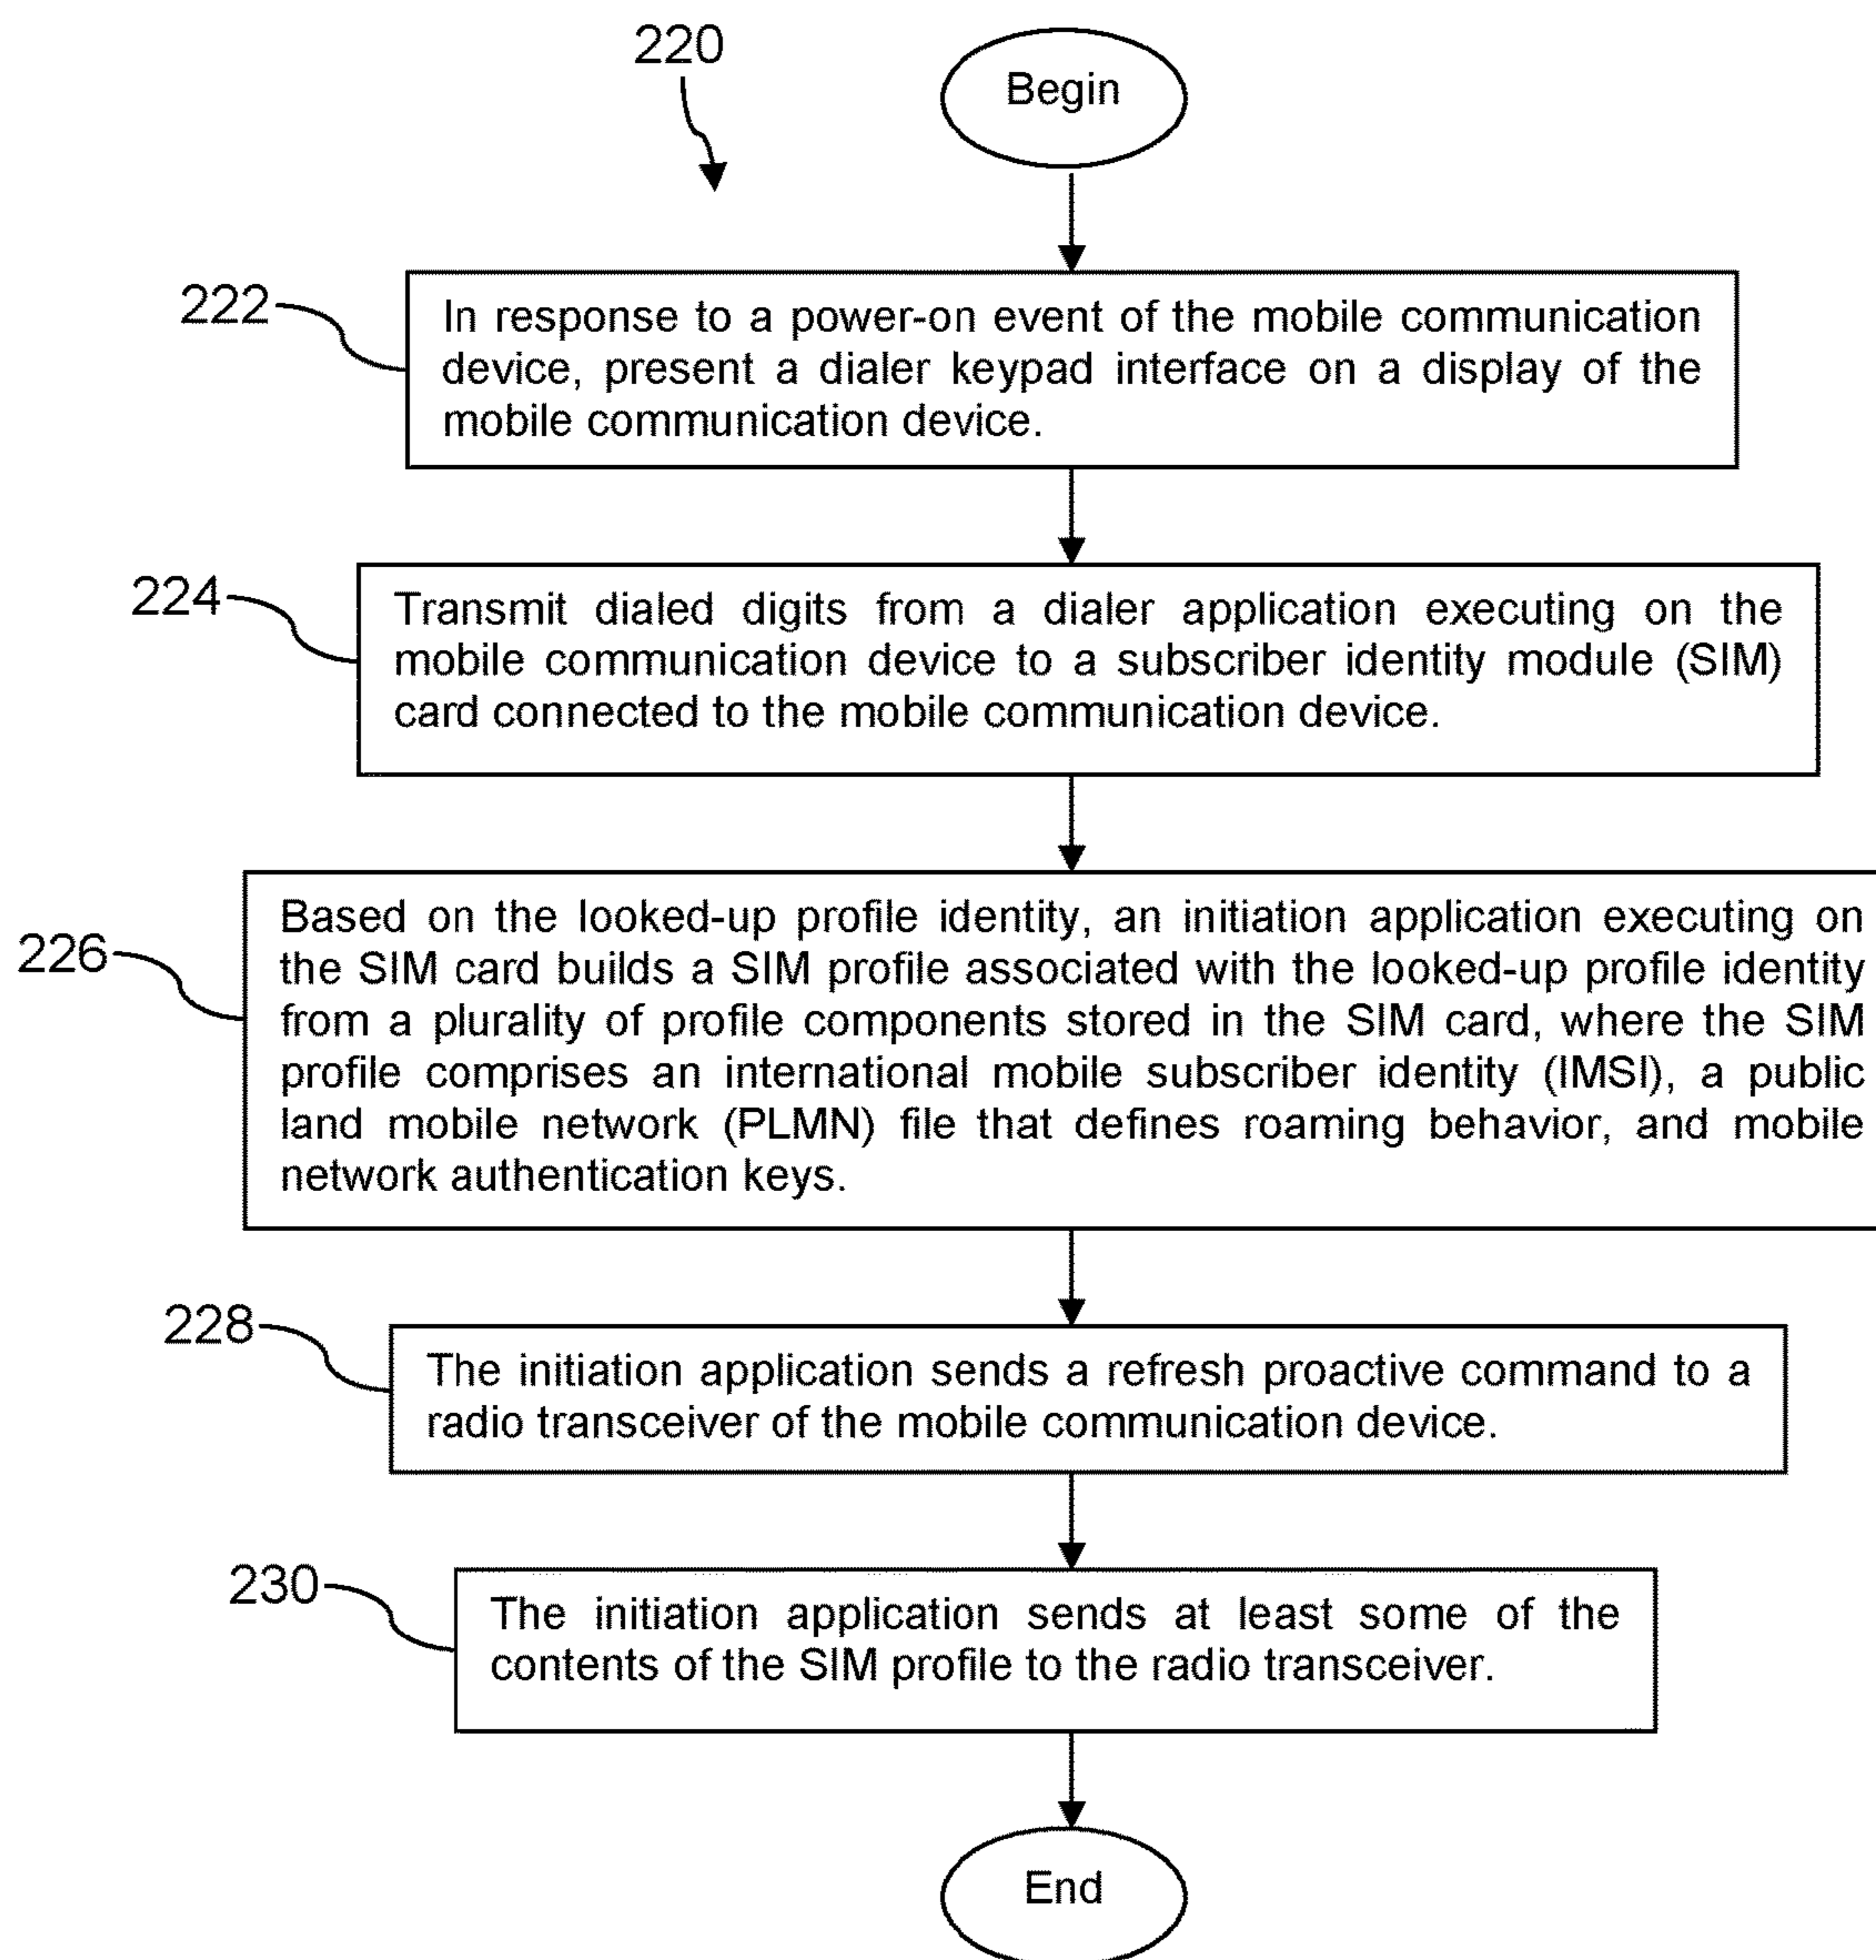 220
Begin
222
In response to a power-on event of the mobile communication
device, present a dialer keypad interface on a display of the
mobile communication device.
224
Transmit dialed digits from a dialer application executing on the
mobile communication device to a subscriber identity module (SIM)
card connected to the mobile communication device.
226
Based on the looked-up profile identity, an initiation application executing on
the SIM card builds a SIM profile associated with the looked-up profile identity
from a plurality of profile components stored in the SIM card, where the SIM
profile comprises an international mobile subscriber identity (IMSI), a public
land mobile network (PLMN) file that defines roaming behavior, and mobile
network authentication keys.
228
The initiation application sends a refresh proactive command to a
radio transceiver of the mobile communication device.
230
The initiation application sends at least some of the
contents of the SIM profile to the radio transceiver.
End